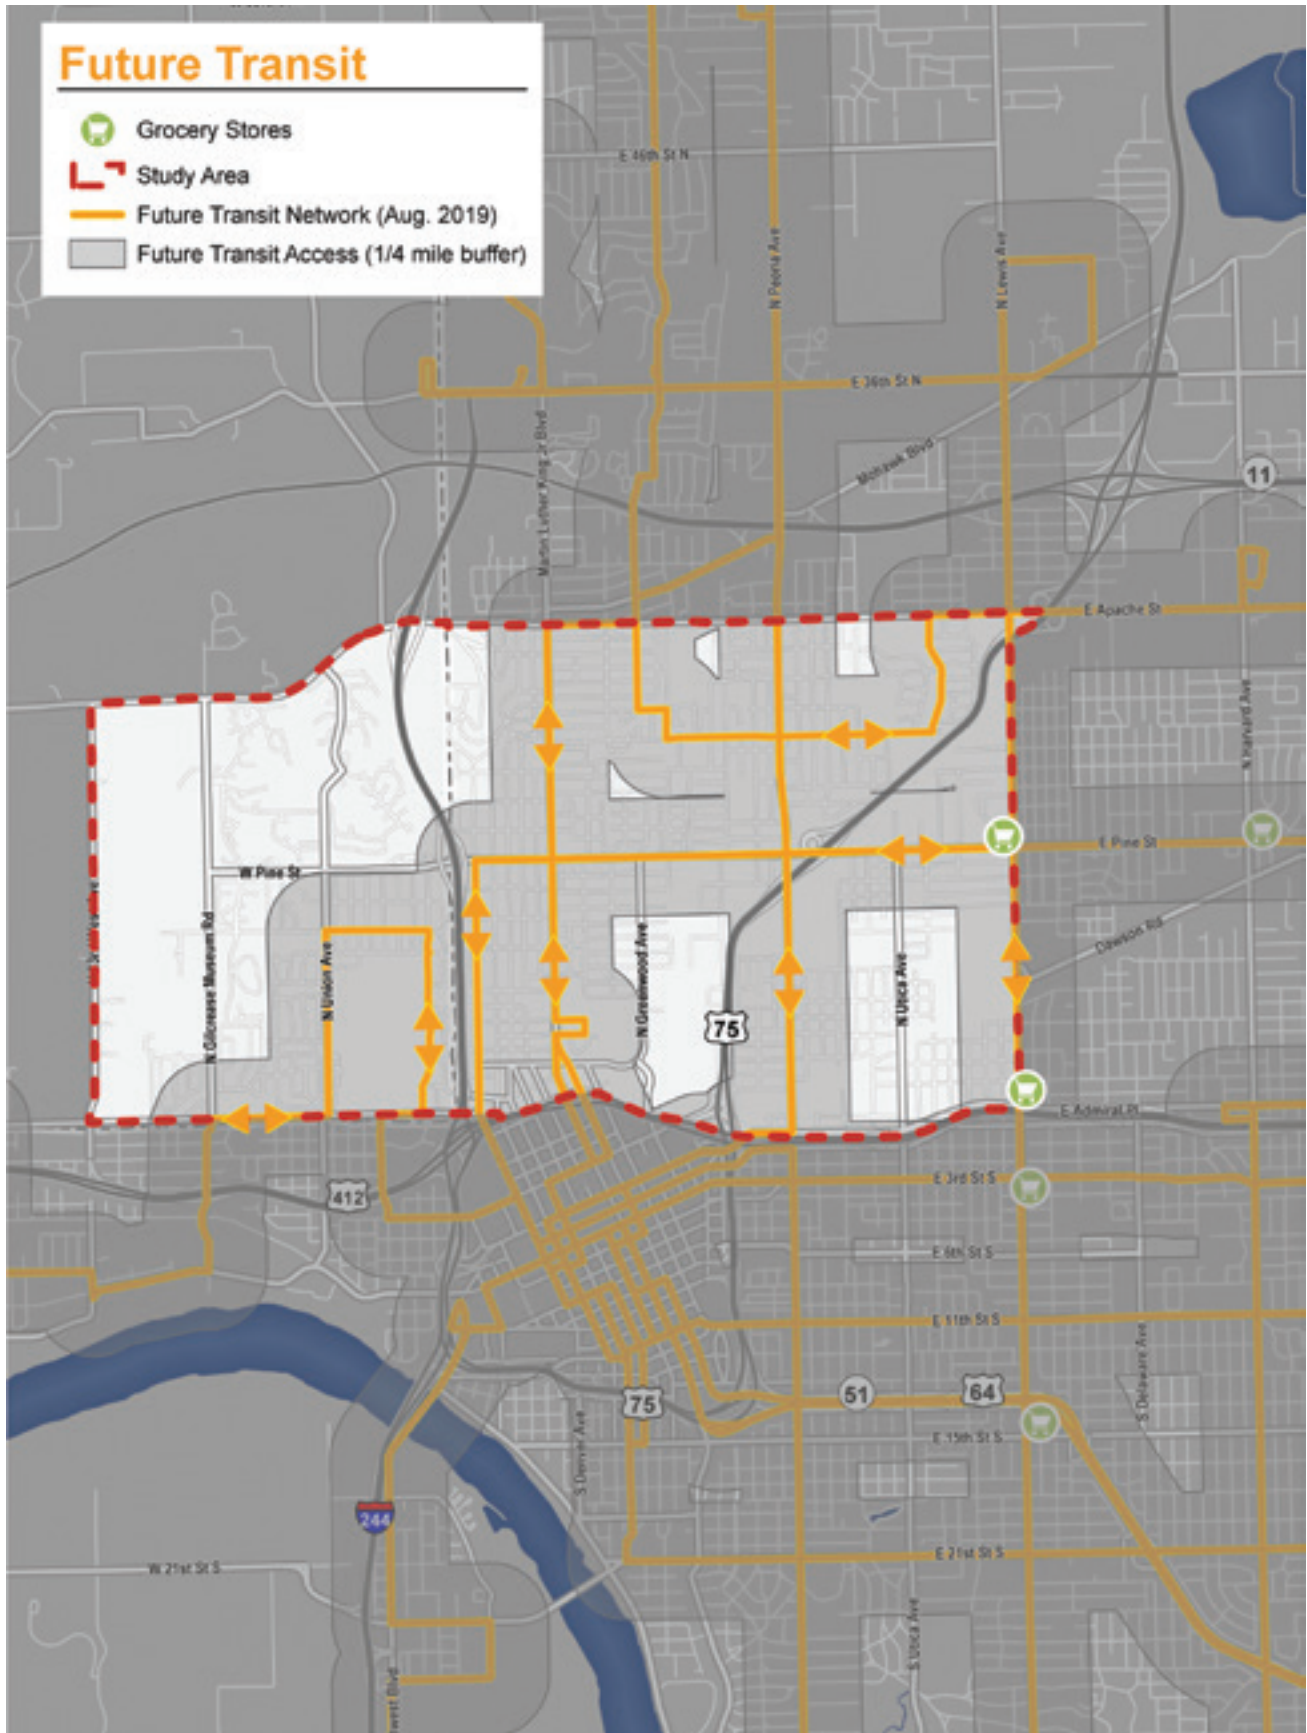 Future Transit
Grocery Stores
Study Area
Future Transit Network (Aug. 2019)
Future Transit Access (1/4 mile buffer)
E 46th St N
N Peoria Ave
N Lewis Ave
E 36th St N
Martin Luther King Jr Blvd
Mohawk Blvd
11
E Apache St
N Harvard Ave
E Pine St
W Pine St
Dawson Rd
N Gilcrease Museum Rd
N Union Ave
N Greenwood Ave
N Utica Ave
75
E Admiral Pl
412
E 3rd St S
E 6th St S
E 11th St S
S Delaware Ave
75
51
64
E 15th St S
S Denver Ave
244
W 21st St S
E 21st St S
S Utica Ave
west Blvd